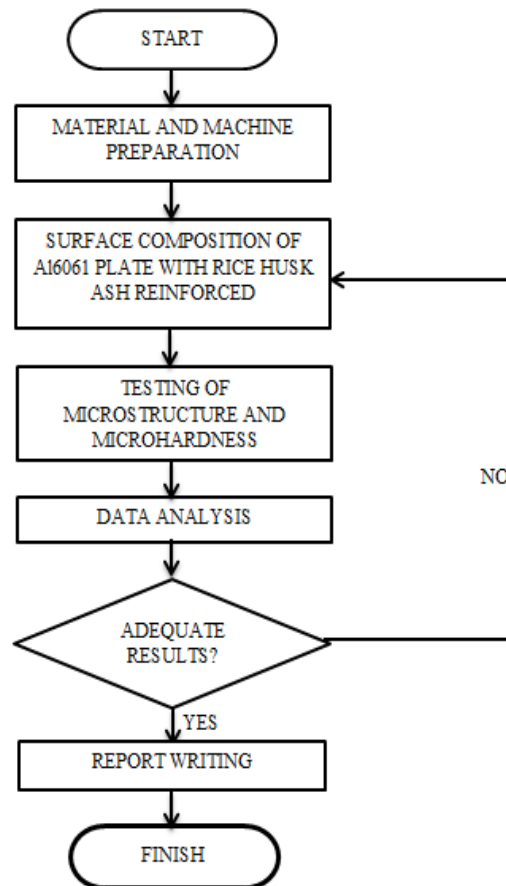 START
MATERIAL AND MACHINE
PREPARATION
SURFACE COMPOSITION OF
Al6061 PLATE WITH RICE HUSK
ASH REINFORCED
TESTING OF
MICROSTRUCTURE AND
MICROHARDNESS
NO
DATA ANALYSIS
ADEQUATE
RESULTS?
YES
REPORT WRITING
FINISH